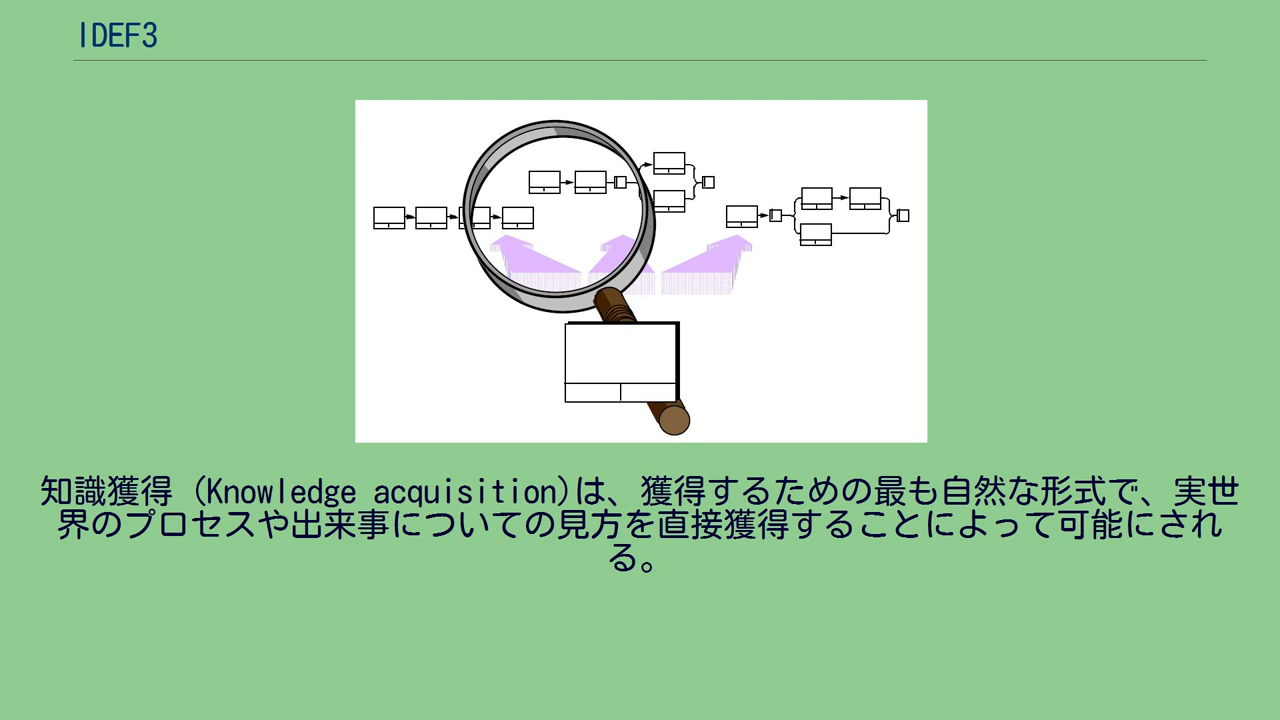 IDEF3
知識獲得 (Knowledge acquisition)は、獲得するための最も自然な形式で、実世
界のプロセスや出来事についての見方を直接獲得することによって可能にされ
る。